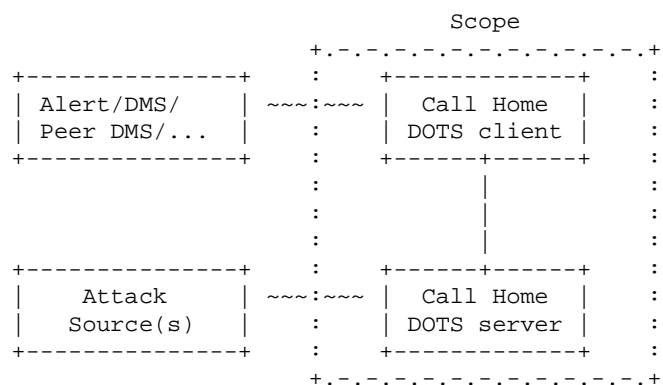 Scope
Alert/DMS/ ~~~ ~~~ Call Home
Peer DMS/... DOTS client
Attack ~~~ ~~~ Call Home
Source(s) DOTS server